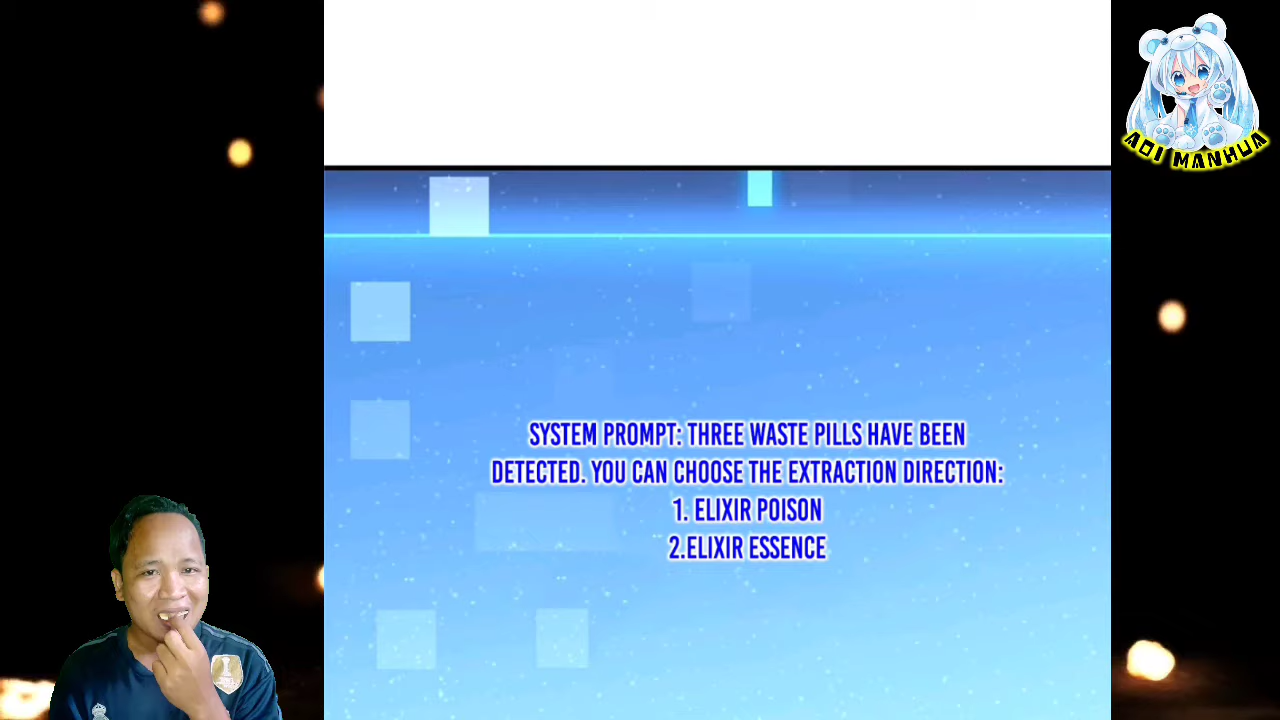 AOI MANHUA
SYSTEM PROMPT: THREE WASTE PILLS HAVE BEEN
DETECTED. YOU CAN CHOOSE THE EXTRACTION DIRECTION:
1. ELIXIR POISON
2.ELIXIR ESSENCE